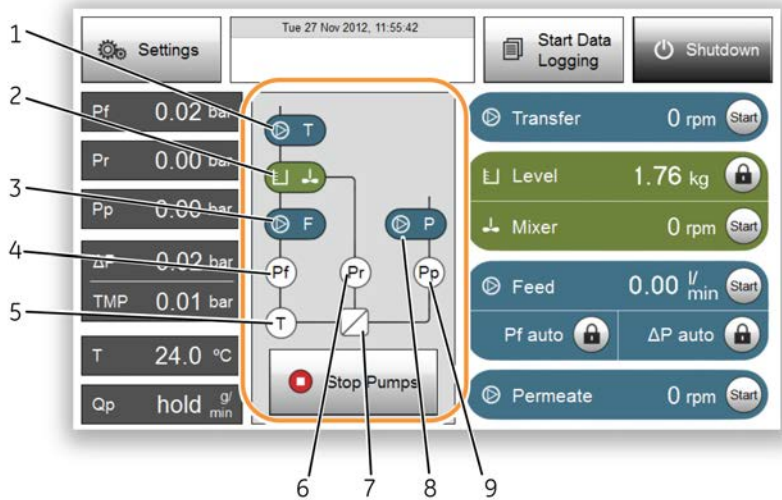 Tue 27 Nov 2012, 11:55:42
Settings
Start Data
Logging
Shutdown
1
2
3
4
5
Pf 0.02 bar
Pr 0.00 bar
Pp 0.00 bar
ΔP 0.02 bar
TMP 0.01 bar
T 24.0 °C
Qp hold g/min
T
F
P
Pf
Pr
Pp
T
Stop Pumps
Transfer 0 rpm Start
Level 1.76 kg
Mixer 0 rpm Start
Feed 0.00 l/min Start
Pf auto
ΔP auto
Permeate 0 rpm Start
6 7 8 9